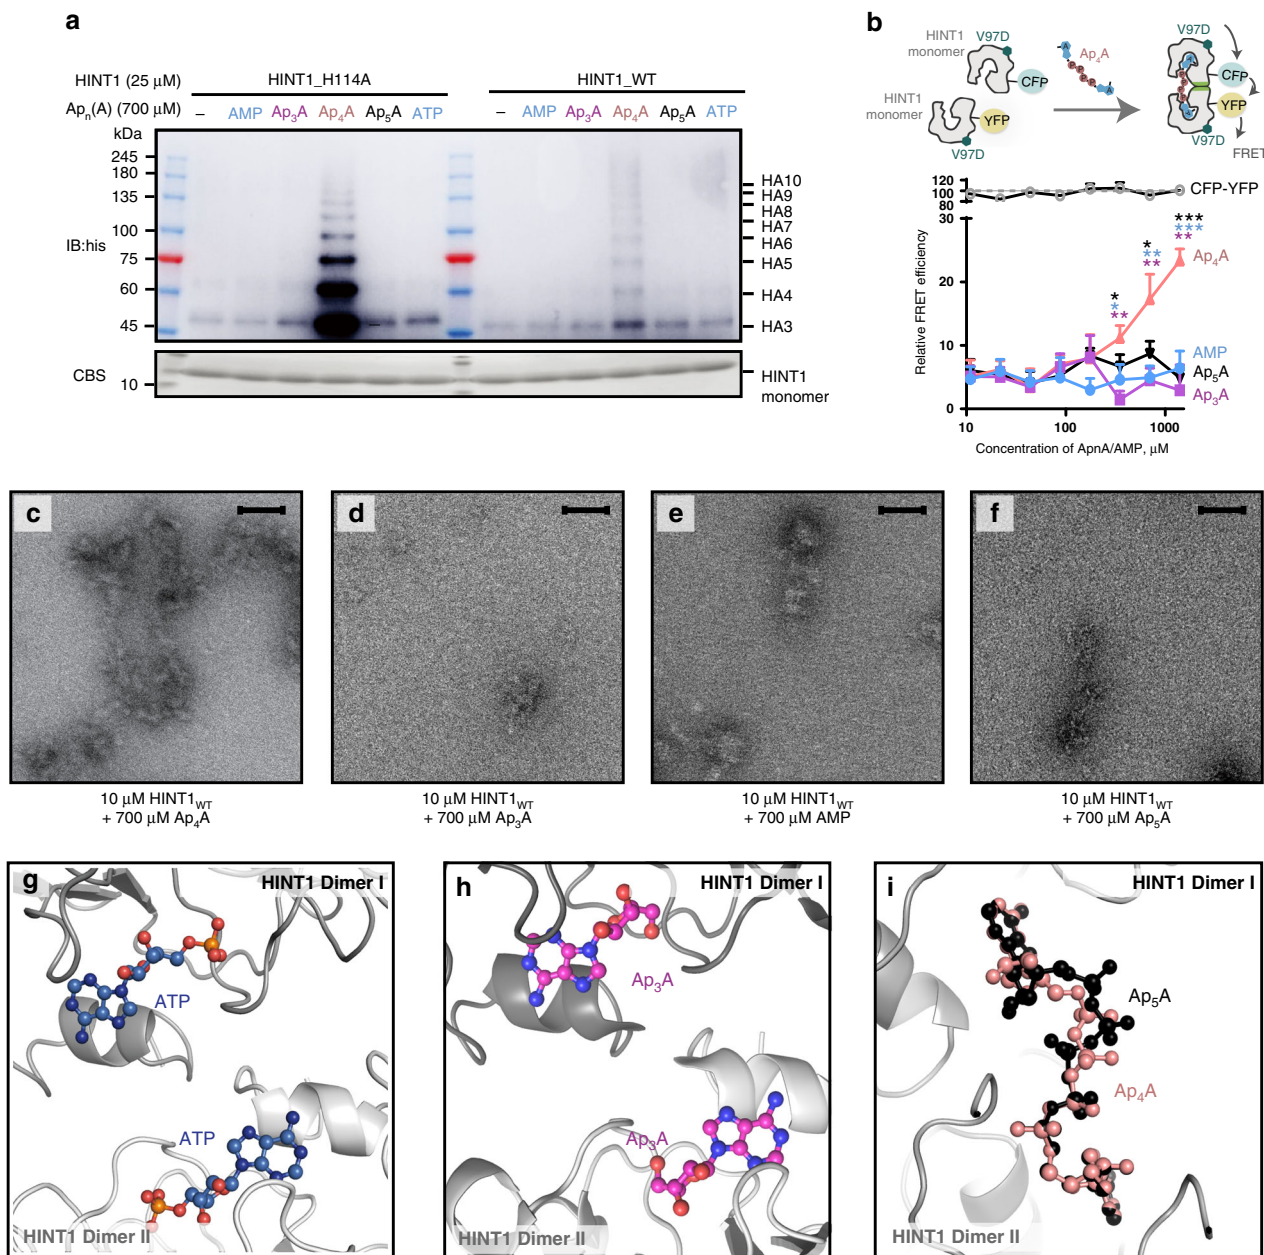 a
HINT1 (25 μM)
HINT1_H114A
HINT1_WT
Apn(A) (700 μM)
– AMP Ap3A Ap4A Ap5A ATP
– AMP Ap3A Ap4A Ap5A ATP
kDa
245
180
135
100
75
60
45
IB:his
HA10
HA9
HA8
HA7
HA6
HA5
HA4
HA3
CBS
10
HINT1
monomer
b
HINT1
monomer
V97D
CFP
HINT1
monomer
YFP
V97D
Ap4A
A
P
P
P
P
A
V97D
CFP
YFP
V97D
FRET
120
100
80
CFP-YFP
30
20
10
0
Relative FRET efficiency
***
***
**
*
**
**
*
*
**
Ap4A
AMP
Ap5A
Ap3A
10
100
1000
Concentration of ApnA/AMP, μM
c
10 μM HINT1WT
+ 700 μM Ap4A
d
10 μM HINT1WT
+ 700 μM Ap3A
e
10 μM HINT1WT
+ 700 μM AMP
f
10 μM HINT1WT
+ 700 μM Ap5A
g
HINT1 Dimer I
ATP
ATP
HINT1 Dimer II
h
HINT1 Dimer I
Ap3A
Ap3A
HINT1 Dimer II
i
HINT1 Dimer I
Ap5A
Ap4A
HINT1 Dimer II